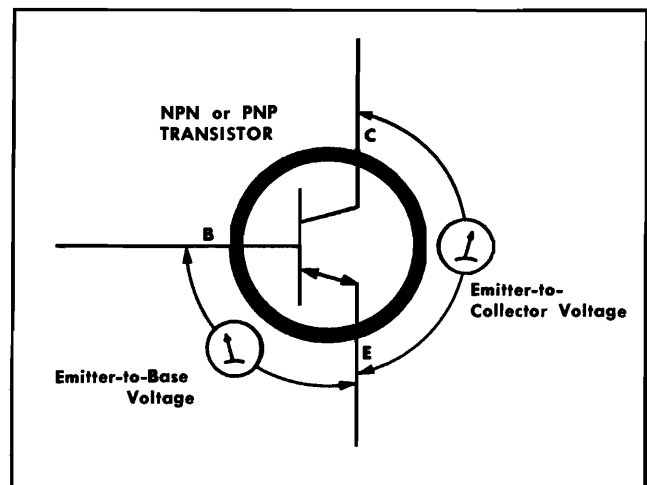 NPN or PNP
TRANSISTOR
C
B
Emitter-to-
Collector Voltage
E
Emitter-to-Base
Voltage